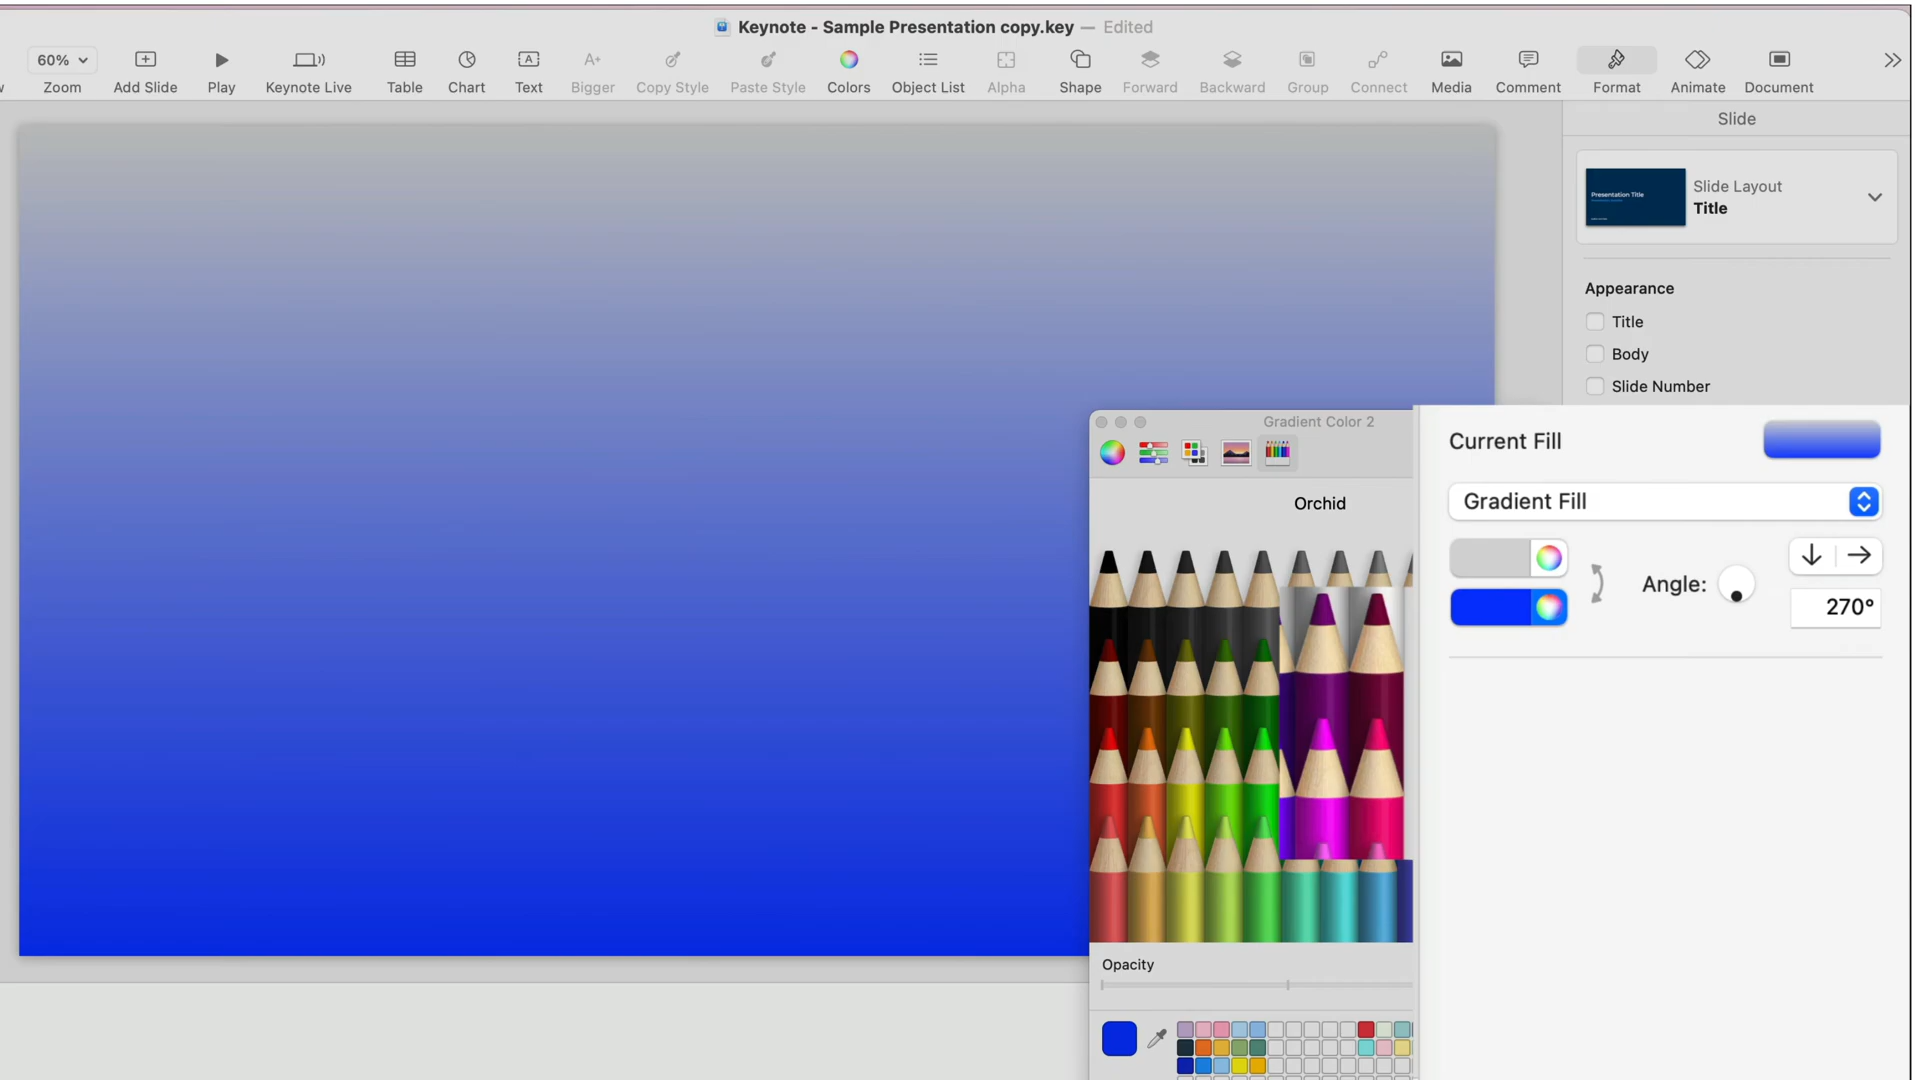 Keynote - Sample Presentation copy.key — Edited
60%
Zoom
Add Slide
Play
Keynote Live
Table
Chart
Text
Bigger
Copy Style
Paste Style
Colors
Object List
Alpha
Shape
Forward
Backward
Group
Connect
Media
Comment
Format
Animate
Document
Slide
Presentation Title
Slide Layout
Title
Appearance
Title
Body
Slide Number
Gradient Color 2
Orchid
Opacity
Current Fill
Gradient Fill
Angle:
270°